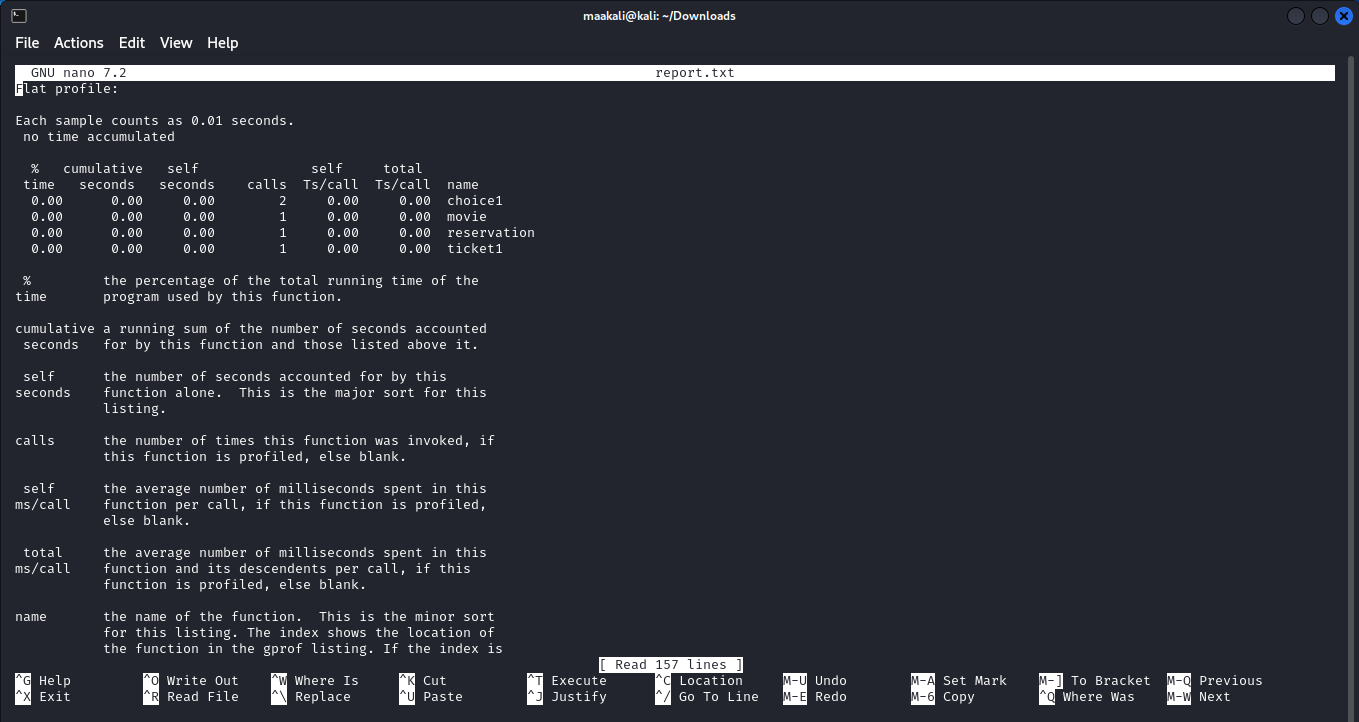 maakali@kali: ~/Downloads
File Actions Edit View Help
GNU nano 7.2 report.txt
Flat profile:
Each sample counts as 0.01 seconds.
no time accumulated
% cumulative self self total
time seconds seconds calls Ts/call Ts/call name
0.00 0.00 0.00 2 0.00 0.00 choice1
0.00 0.00 0.00 1 0.00 0.00 movie
0.00 0.00 0.00 1 0.00 0.00 reservation
0.00 0.00 0.00 1 0.00 0.00 ticket1
% the percentage of the total running time of the
time program used by this function.
cumulative a running sum of the number of seconds accounted
seconds for by this function and those listed above it.
self the number of seconds accounted for by this
seconds function alone. This is the major sort for this
listing.
calls the number of times this function was invoked, if
this function is profiled, else blank.
self the average number of milliseconds spent in this
ms/call function per call, if this function is profiled,
else blank.
total the average number of milliseconds spent in this
ms/call function and its descendents per call, if this
function is profiled, else blank.
name the name of the function. This is the minor sort
for this listing. The index shows the location of
the function in the gprof listing. If the index is
[ Read 157 lines ]
^G Help ^O Write Out ^W Where Is ^K Cut ^T Execute ^C Location M-U Undo M-A Set Mark M-] To Bracket M-Q Previous
^X Exit ^R Read File ^\ Replace ^U Paste ^J Justify ^/ Go To Line M-E Redo M-6 Copy ^Q Where Was M-W Next